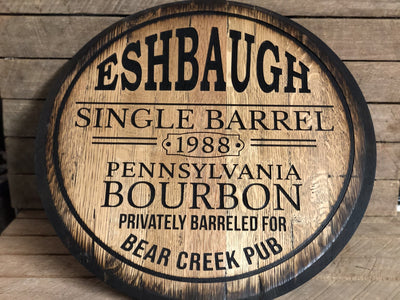 ESHBAUGH
SINGLE BARREL
1988
PENNSYLVANIA
BOURBON
PRIVATELY BARRELED FOR
BEAR CREEK PUB